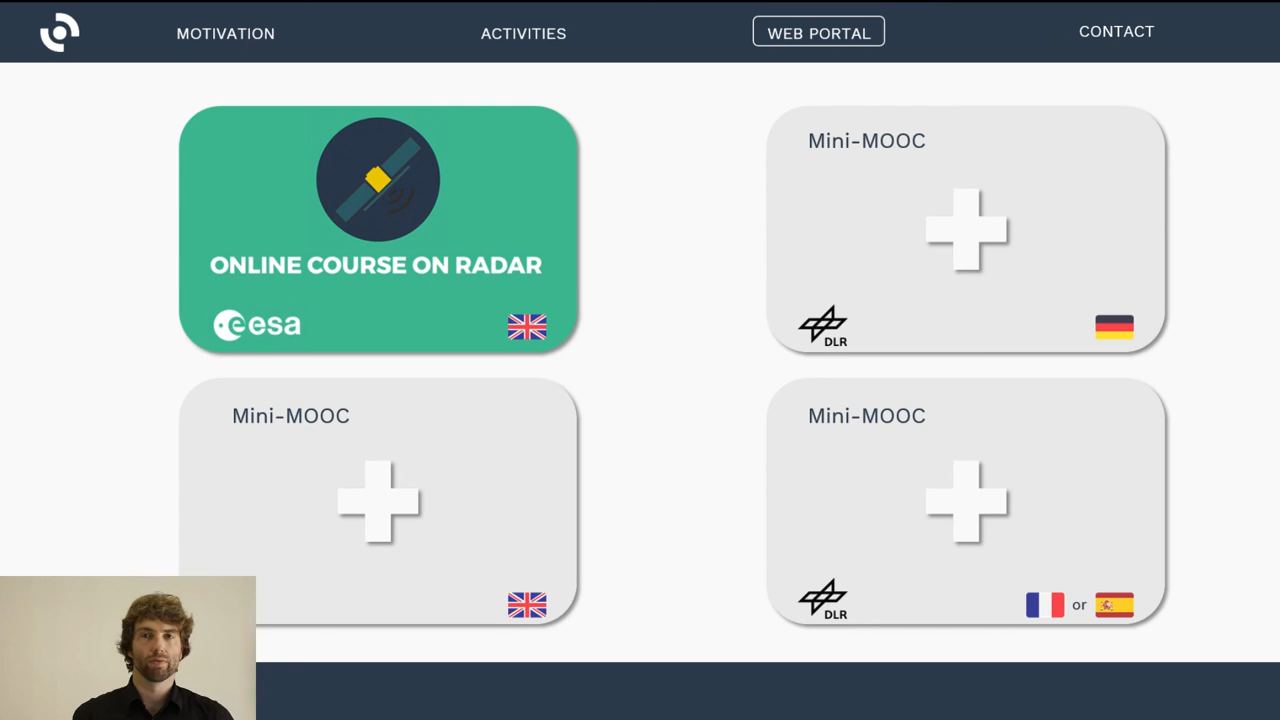 MOTIVATION
ACTIVITIES
WEB PORTAL
CONTACT
ONLINE COURSE ON RADAR
esa
Mini-MOOC
DLR
Mini-MOOC
Mini-MOOC
DLR
or